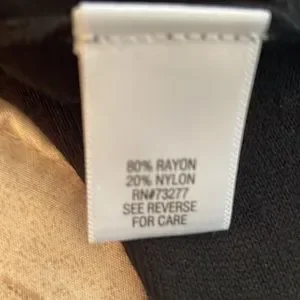 80% RAYON
20% NYLON
RN#73277
SEE REVERSE
FOR CARE